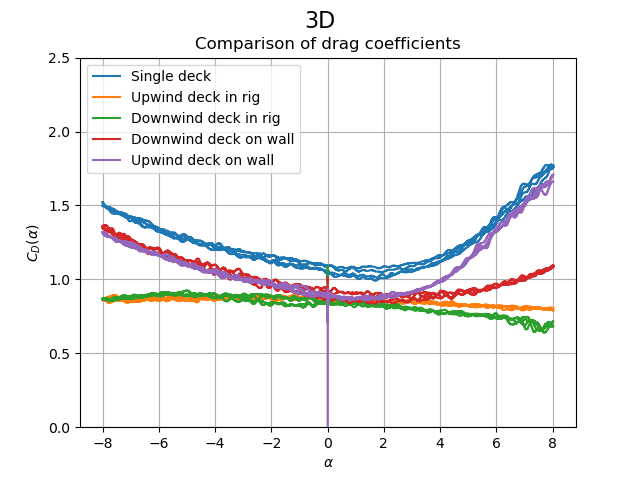 3D
Comparison of drag coefficients
2.5
2.0
1.5
1.0
0.5
0.0
C_D(α)
Single deck
Upwind deck in rig
Downwind deck in rig
Downwind deck on wall
Upwind deck on wall
−8 −6 −4 −2 0 2 4 6 8
α